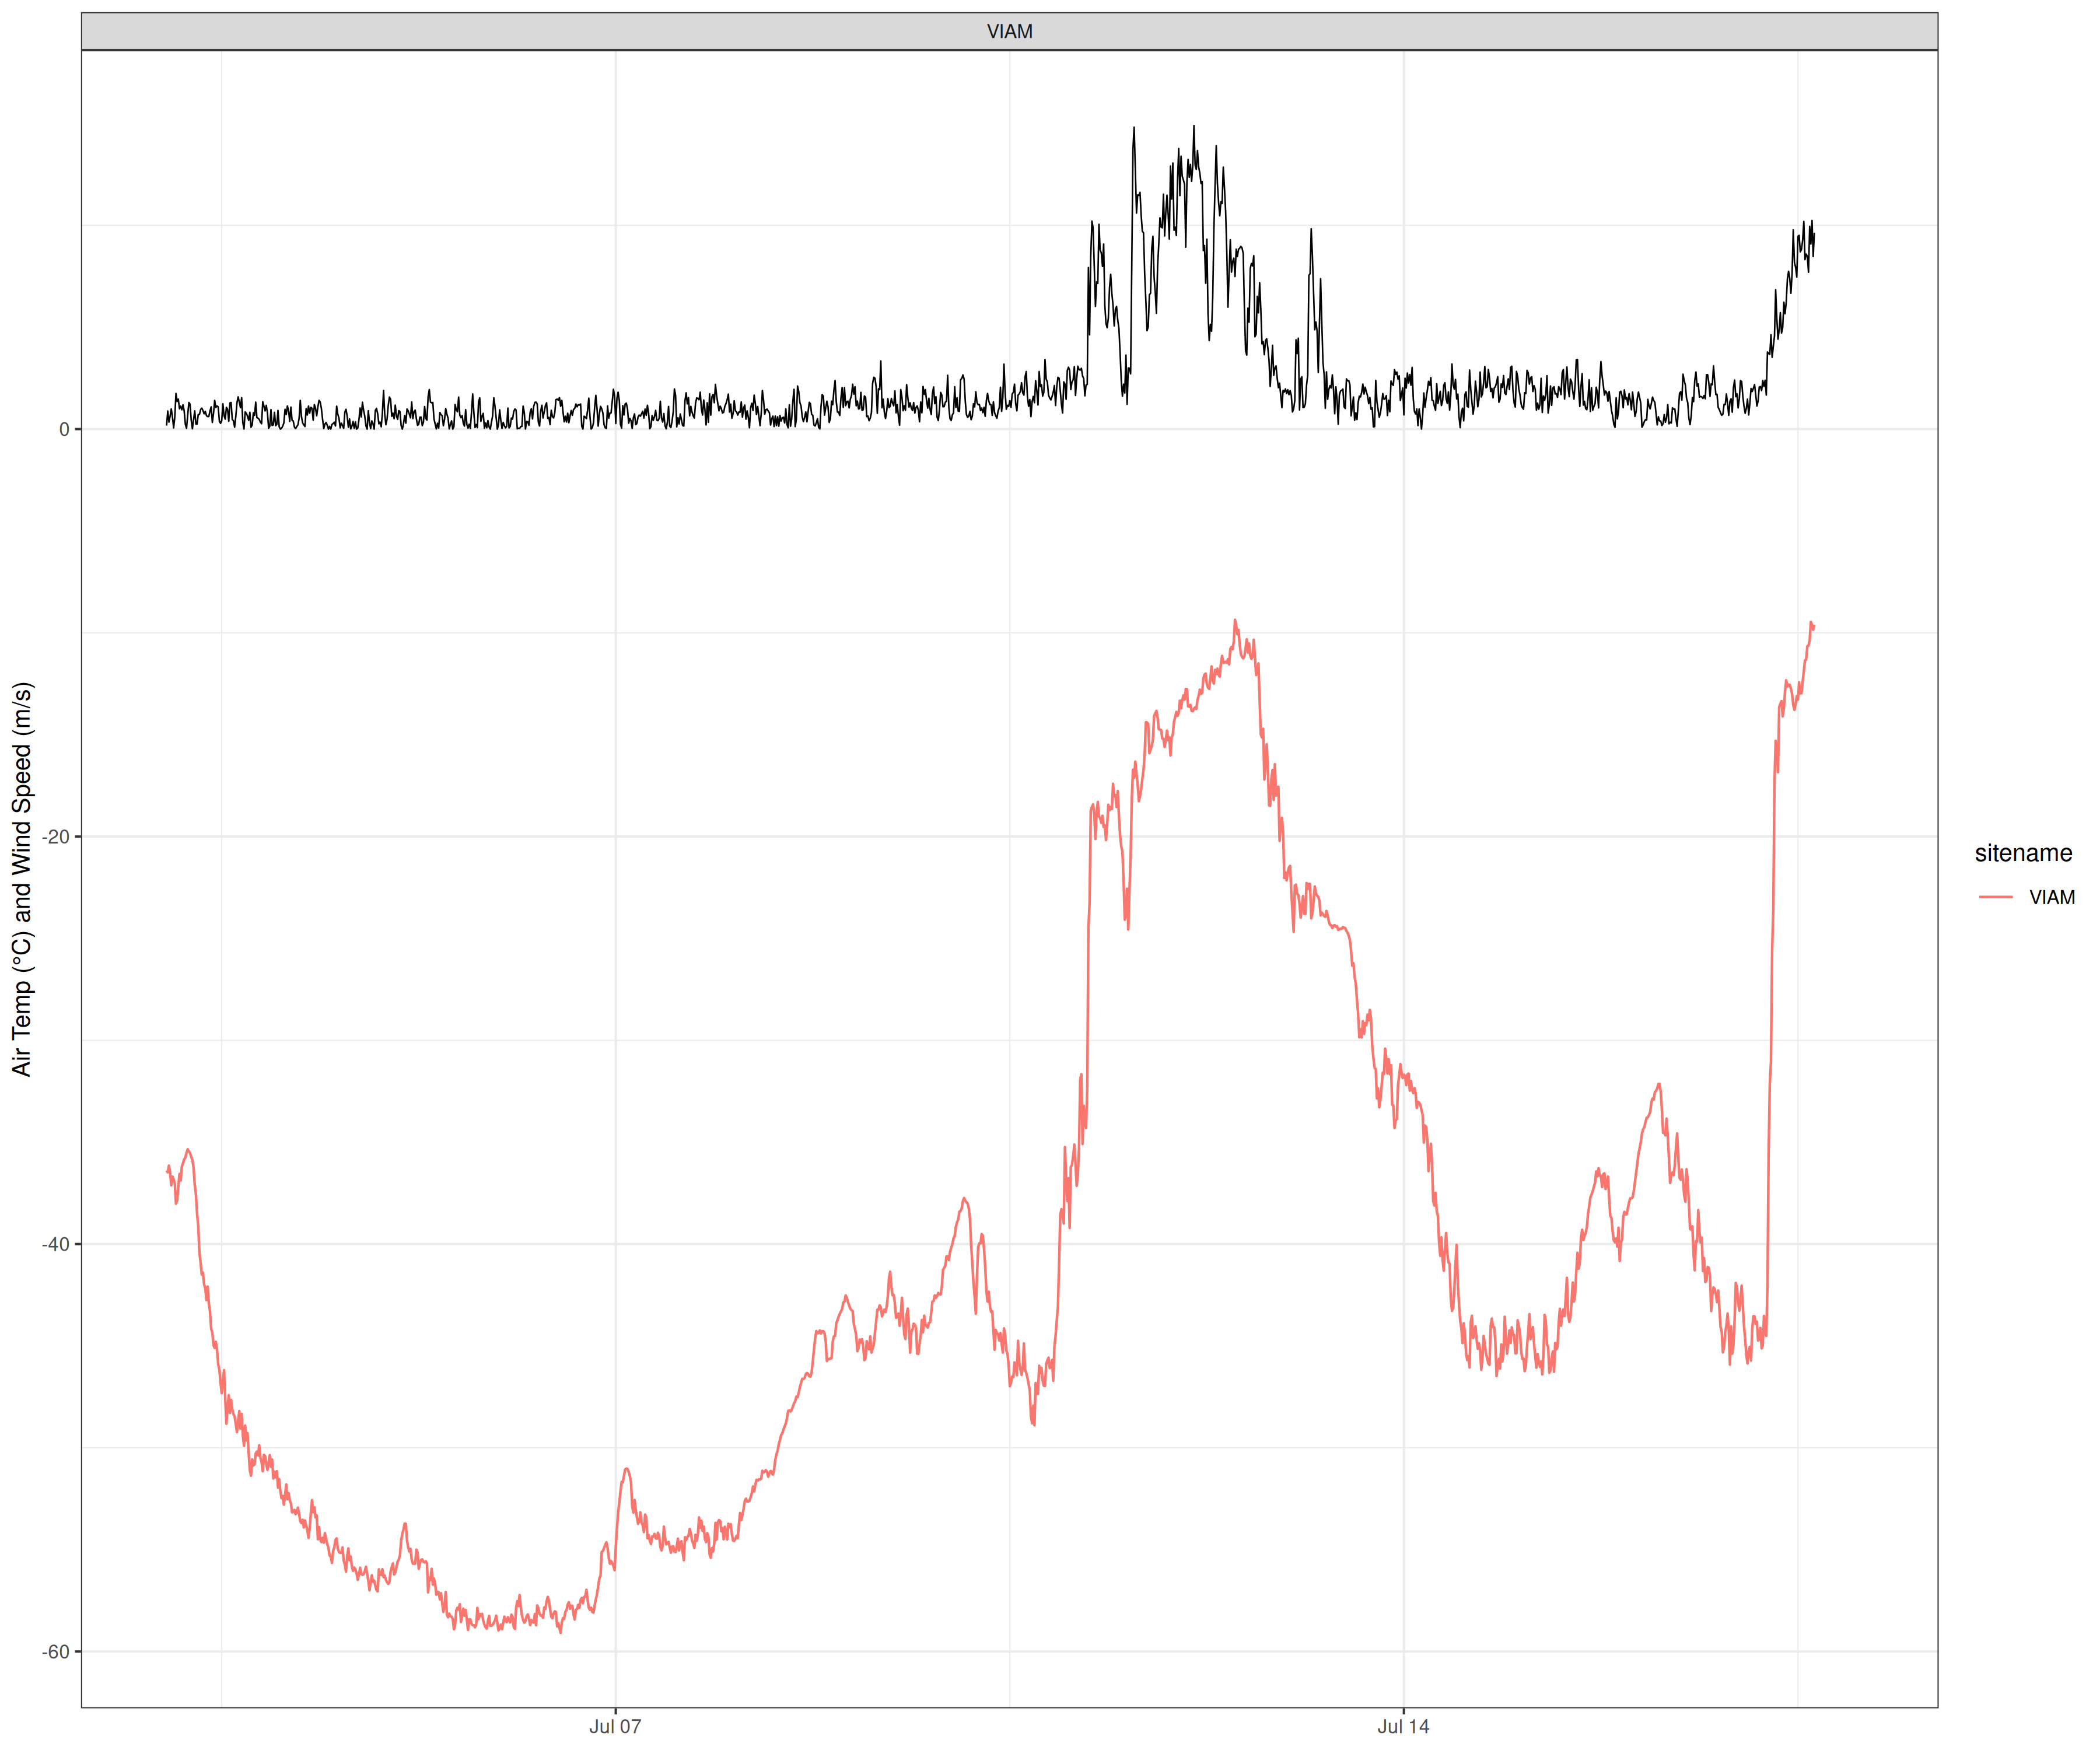 VIAM
Air Temp (°C) and Wind Speed (m/s)
0
-20
-40
-60
Jul 07
Jul 14
sitename
VIAM